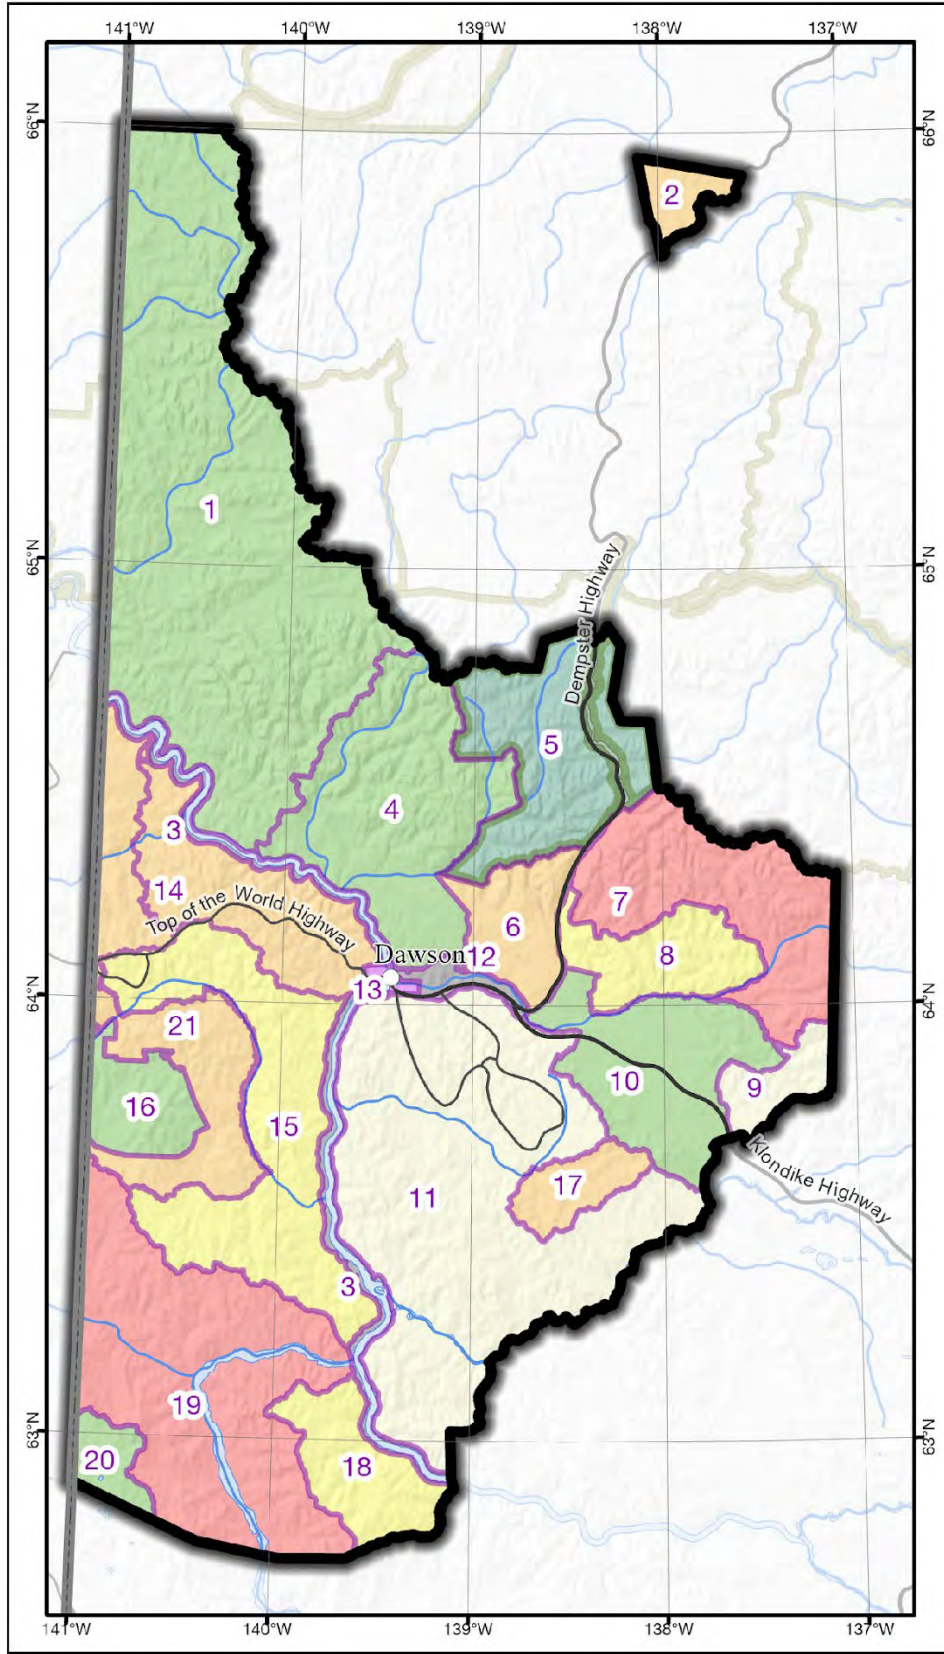 141°W 140°W 139°W 138°W 137°W
66°N 66°N
2
1
65°N 65°N
Dempster Highway
5
4
3
14
7
6
8
Top of the World Highway
Dawson
12
13
64°N 64°N
21
10
9
16
15
Klondike Highway
17
11
3
19
63°N 63°N
20
18
141°W 140°W 139°W 138°W 137°W